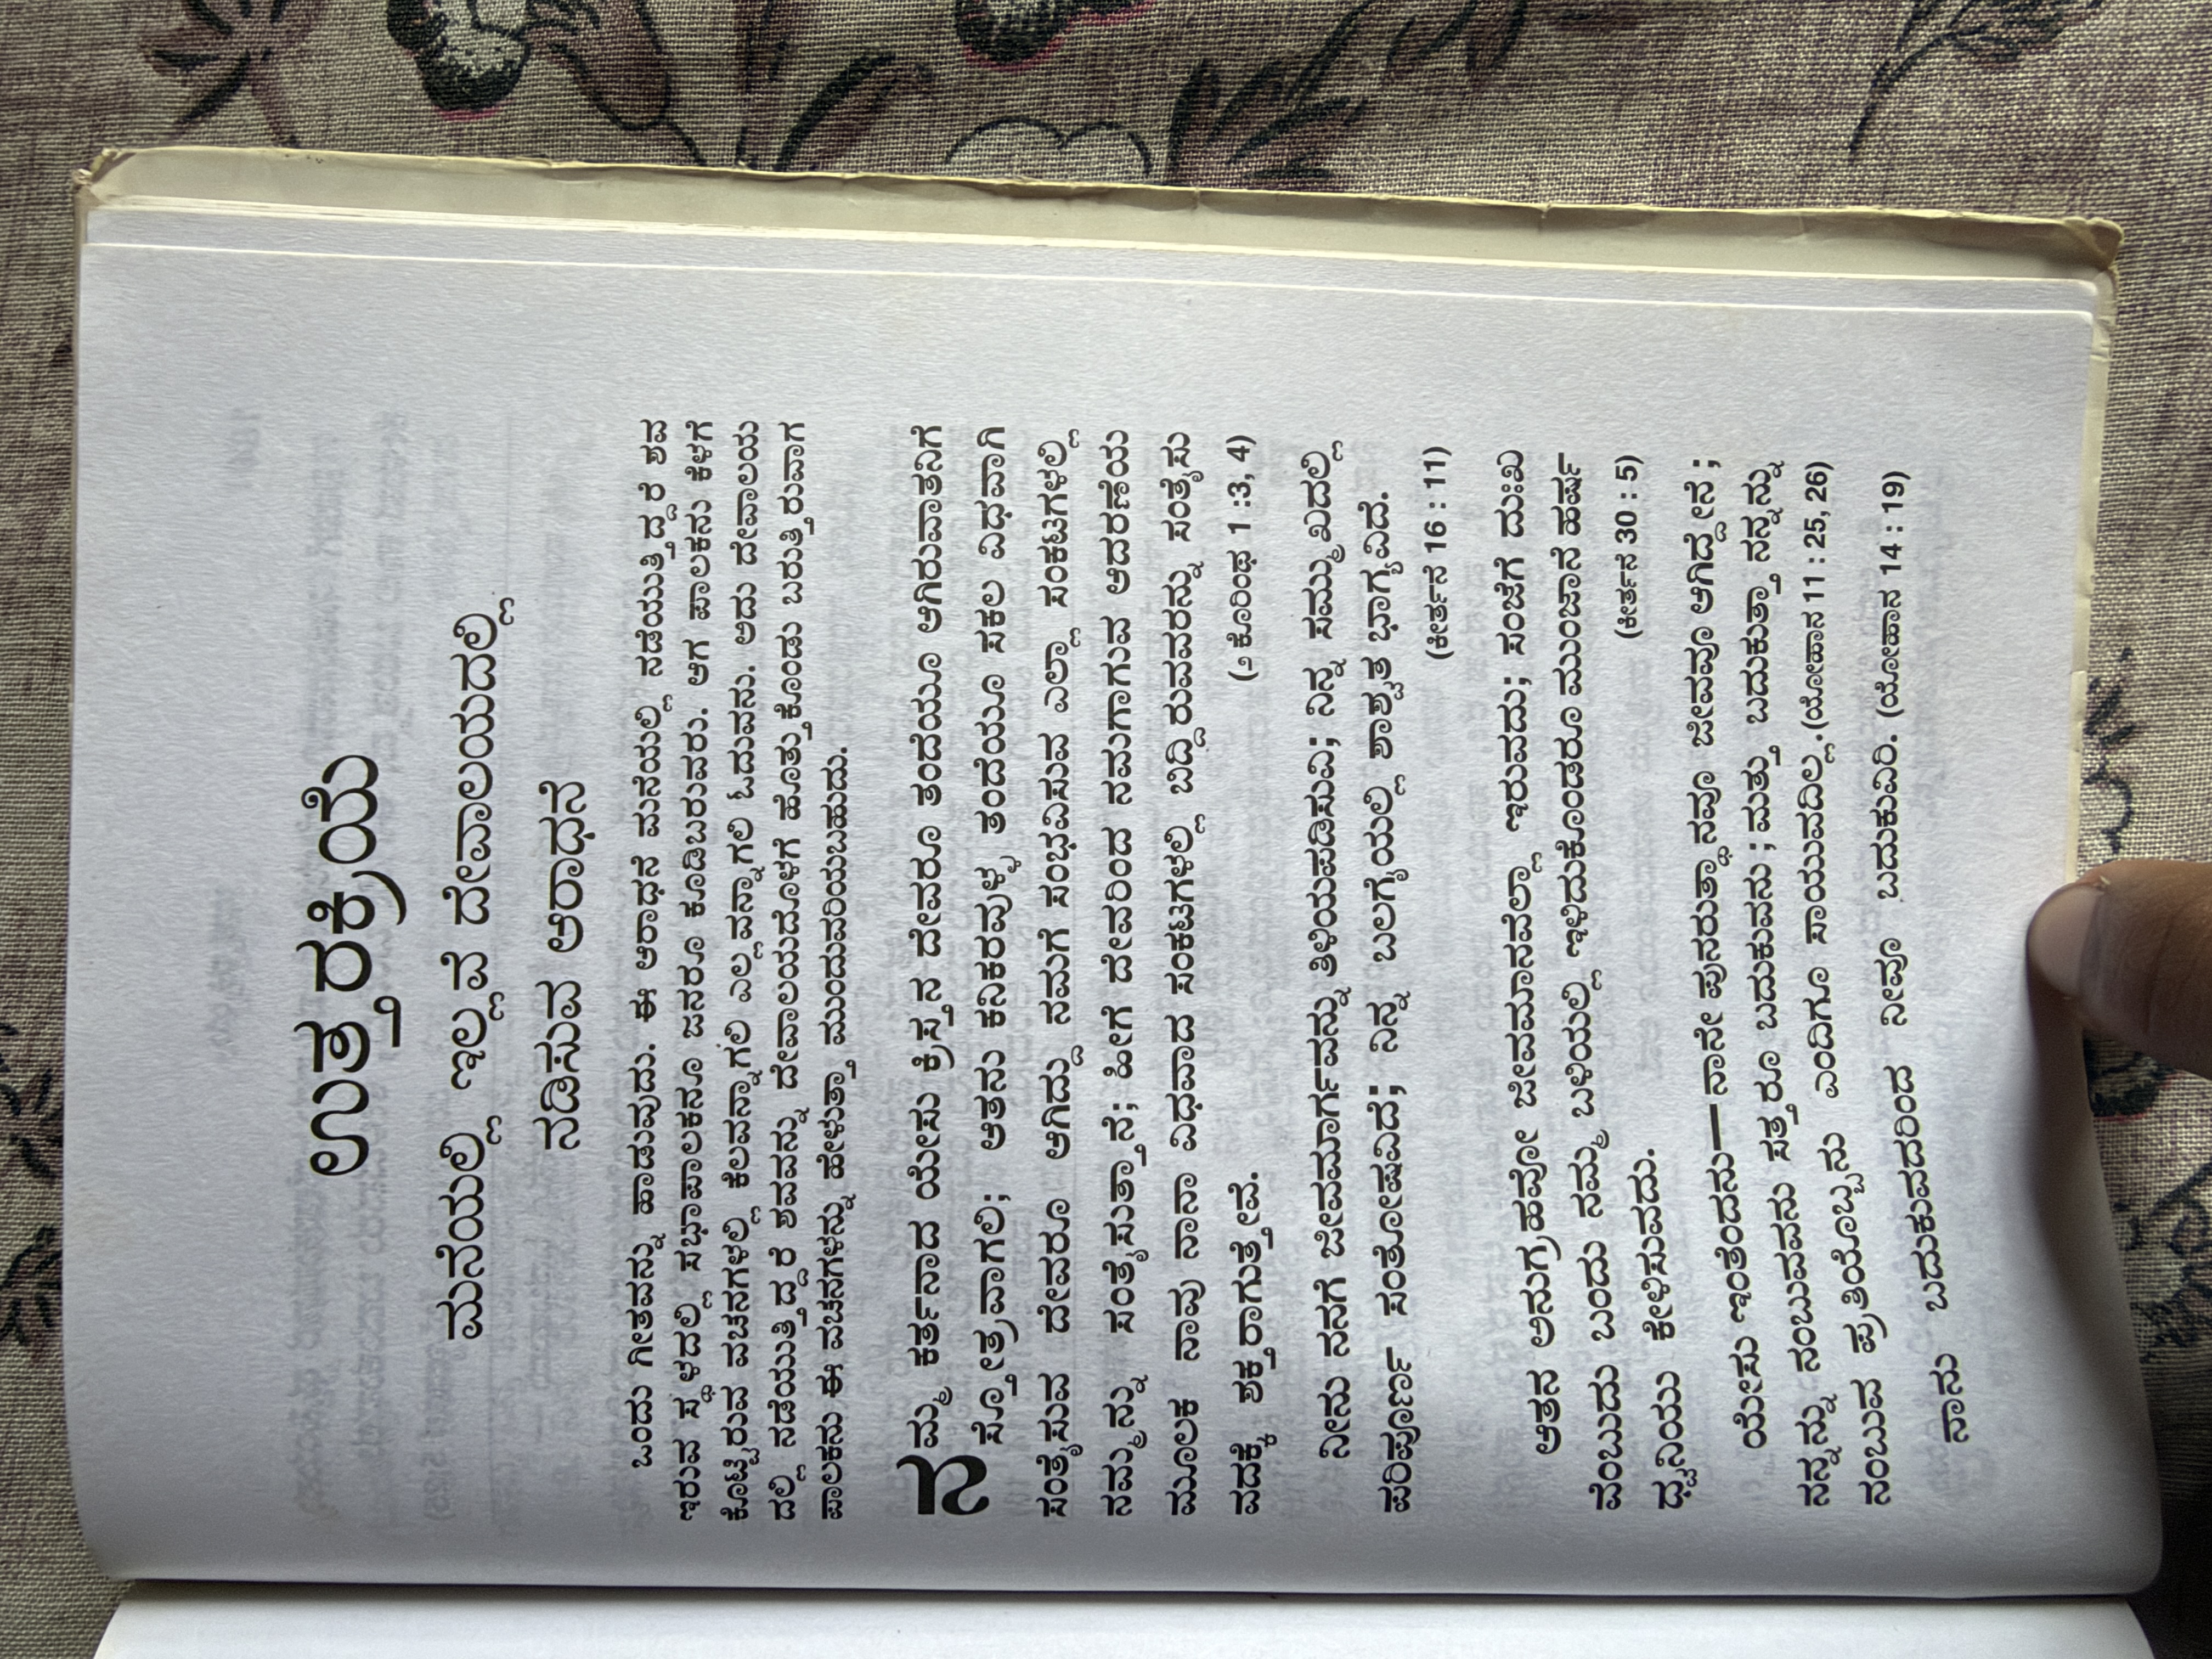 ಉತ್ತರಕ್ರಿಯೆ
ಮನೆಯಲ್ಲಿ ಇಲ್ಲವೆ ದೇವಾಲಯದಲ್ಲಿ
ನಡಿಸುವ ಆರಾಧನೆ
ಒಂದು ಗೀತವನ್ನು ಹಾಡುವುದು. ಈ ಆರಾಧನೆ ಮನೆಯಲ್ಲಿ ನಡೆಯುತ್ತಿದ್ದರೆ ಶವ
ಇರುವ ಸ್ಥಳದಲ್ಲಿ ಸಭಾಪಾಲಕನೂ ಜನರೂ ಕೂಡಿಬರುವರು. ಆಗ ಪಾಲಕನು ಕೆಳಗೆ
ಕೊಟ್ಟಿರುವ ವಚನಗಳಲ್ಲಿ ಕೆಲವನ್ನಾಗಲಿ ಎಲ್ಲವನ್ನಾಗಲಿ ಓದುವನು. ಅದು ದೇವಾಲಯ
ದಲ್ಲಿ ನಡೆಯುತ್ತಿದ್ದರೆ ಶವವನ್ನು ದೇವಾಲಯದೊಳಗೆ ಹೊತ್ತುಕೊಂಡು ಬರುತ್ತಿರುವಾಗ
ಪಾಲಕನು ಈ ವಚನಗಳನ್ನು ಹೇಳುತ್ತಾ ಮುಂದುವರಿಯಬಹುದು.
ನಮ್ಮ ಕರ್ತನಾದ ಯೇಸು ಕ್ರಿಸ್ತನ ದೇವರೂ ತಂದೆಯೂ ಆಗಿರುವಾತನಿಗೆ
ಸ್ತೋತ್ರವಾಗಲಿ; ಆತನು ಕನಿಕರವುಳ್ಳ ತಂದೆಯೂ ಸಕಲ ವಿಧವಾಗಿ
ಸಂತೈಸುವ ದೇವರೂ ಆಗಿದ್ದು ನಮಗೆ ಸಂಭವಿಸುವ ಎಲ್ಲಾ ಸಂಕಟಗಳಲ್ಲಿ
ನಮ್ಮನ್ನು ಸಂತೈಸುತ್ತಾನೆ; ಹೀಗೆ ದೇವರಿಂದ ನಮಗಾಗುವ ಆದರಣೆಯ
ಮೂಲಕ ನಾವು ನಾನಾ ವಿಧವಾದ ಸಂಕಟಗಳಲ್ಲಿ ಬಿದ್ದಿರುವವರನ್ನು ಸಂತೈಸು
ವದಕ್ಕೆ ಶಕ್ತರಾಗುತ್ತೇವೆ. (೨ ಕೊರಿಂಥ 1 :3, 4)
ನೀನು ನನಗೆ ಜೀವಮಾರ್ಗವನ್ನು ತಿಳಿಯಪಡಿಸುವಿ; ನಿನ್ನ ಸಮ್ಮುಖದಲ್ಲಿ
ಪರಿಪೂರ್ಣ ಸಂತೋಷವಿದೆ; ನಿನ್ನ ಬಲಗೈಯಲ್ಲಿ ಶಾಶ್ವತ ಭಾಗ್ಯವಿದೆ.
(ಕೀರ್ತನೆ 16 : 11)
ಆತನ ಅನುಗ್ರಹವೋ ಜೀವಮಾನವೆಲ್ಲಾ ಇರುವದು; ಸಂಜೆಗೆ ದುಃಖ
ವೆಂಬುದು ಬಂದು ನಮ್ಮ ಬಳಿಯಲ್ಲಿ ಇಳಿದುಕೊಂಡರೂ ಮುಂಜಾನೆ ಹರ್ಷ
ಧ್ವನಿಯು ಕೇಳಿಸುವದು. (ಕೀರ್ತನೆ 30 : 5)
ಯೇಸು ಇಂತೆಂದನು—ನಾನೇ ಪುನರುತ್ಥಾನವೂ ಜೀವವೂ ಆಗಿದ್ದೇನೆ ;
ನನ್ನನ್ನು ನಂಬುವವನು ಸತ್ತರೂ ಬದುಕುವನು ; ಮತ್ತು ಬದುಕುತ್ತಾ ನನ್ನನ್ನು
ನಂಬುವ ಪ್ರತಿಯೊಬ್ಬನು ಎಂದಿಗೂ ಸಾಯುವದಿಲ್ಲ.(ಯೋಹಾನ 11 : 25, 26)
ನಾನು ಬದುಕುವದರಿಂದ ನೀವೂ ಬದುಕುವಿರಿ. (ಯೋಹಾನ 14 : 19)